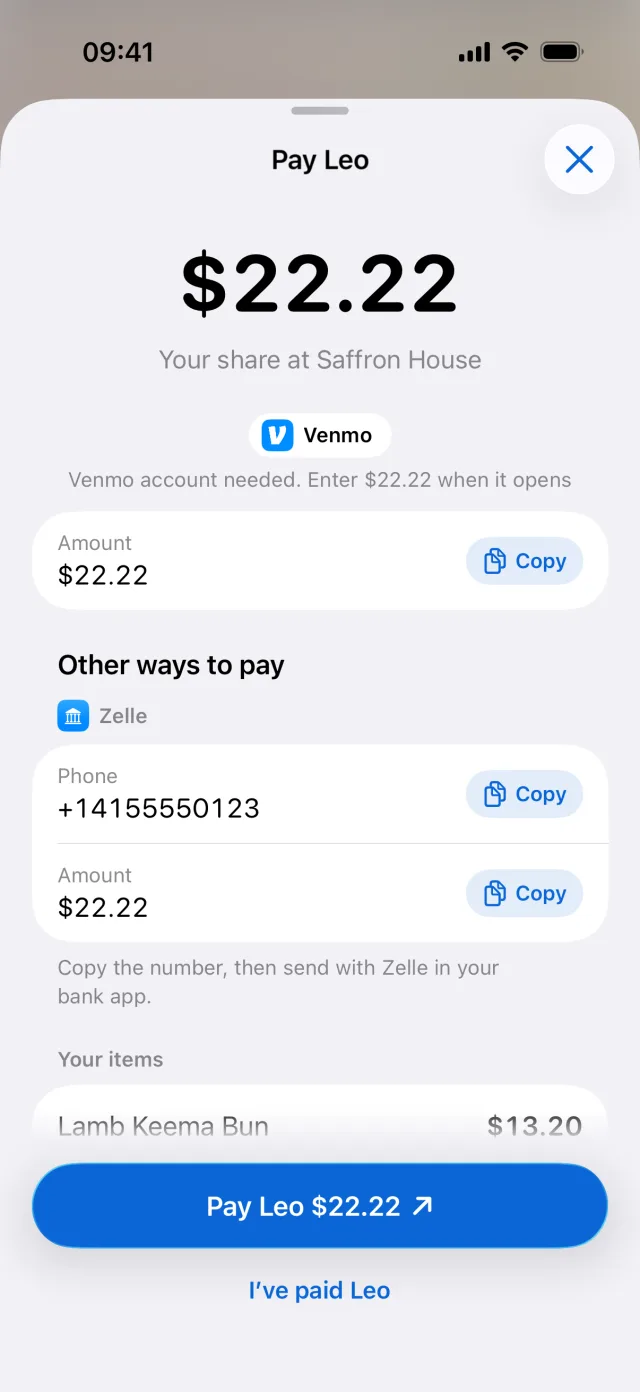 09:41
Pay Leo
$22.22
Your share at Saffron House
Venmo
Venmo account needed. Enter $22.22 when it opens
Amount
$22.22
Copy
Other ways to pay
Zelle
Phone
+14155550123
Copy
Amount
$22.22
Copy
Copy the number, then send with Zelle in your
bank app.
Your items
Lamb Keema Bun $13.20
Pay Leo $22.22
I’ve paid Leo